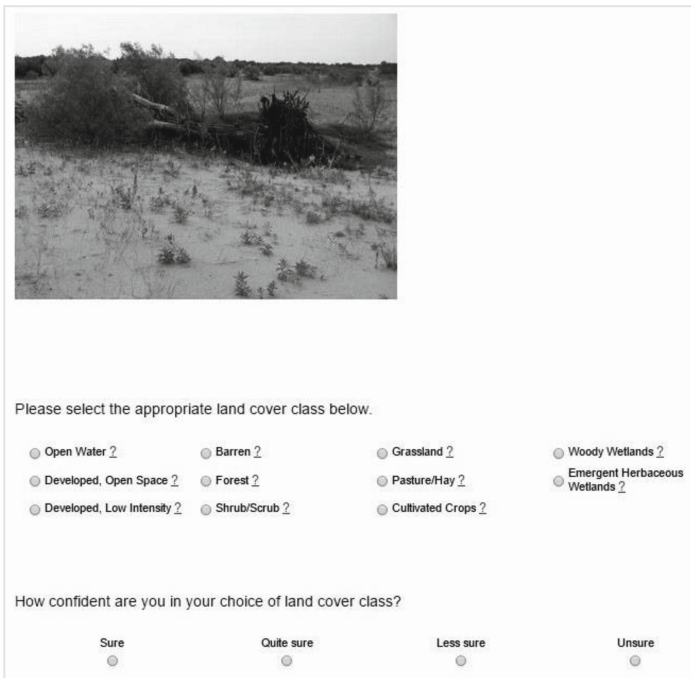 Please select the appropriate land cover class below.
Open Water ? Barren ? Grassland ? Woody Wetlands ?
Developed, Open Space ? Forest ? Pasture/Hay ? Emergent Herbaceous
Wetlands ?
Developed, Low Intensity ? Shrub/Scrub ? Cultivated Crops ?
How confident are you in your choice of land cover class?
Sure Quite sure Less sure Unsure